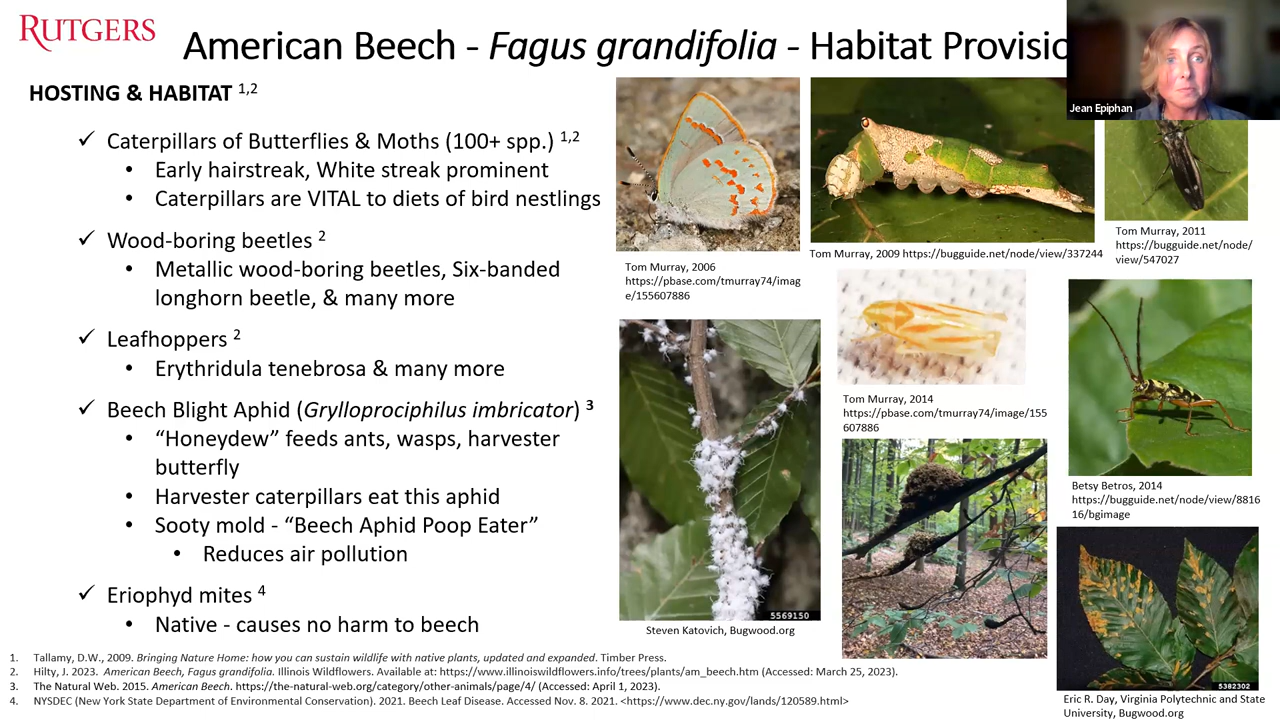 RUTGERS
American Beech - Fagus grandifolia - Habitat Provisio
Jean Epiphan
HOSTING & HABITAT 1,2
✓ Caterpillars of Butterflies & Moths (100+ spp.) 1,2
• Early hairstreak, White streak prominent
• Caterpillars are VITAL to diets of bird nestlings
✓ Wood-boring beetles 2
• Metallic wood-boring beetles, Six-banded
longhorn beetle, & many more
✓ Leafhoppers 2
• Erythridula tenebrosa & many more
✓ Beech Blight Aphid (Grylloprociphilus imbricator) 3
• “Honeydew” feeds ants, wasps, harvester
butterfly
• Harvester caterpillars eat this aphid
• Sooty mold - “Beech Aphid Poop Eater”
• Reduces air pollution
✓ Eriophyd mites 4
• Native - causes no harm to beech
Tom Murray, 2006
https://pbase.com/tmurray74/imag
e/155607886
Tom Murray, 2009 https://bugguide.net/node/view/337244
Tom Murray, 2011
https://bugguide.net/node/
view/547027
Tom Murray, 2014
https://pbase.com/tmurray74/image/155
607886
Betsy Betros, 2014
https://bugguide.net/node/view/8816
16/bgimage
5569150
Steven Katovich, Bugwood.org
5382302
Eric R. Day, Virginia Polytechnic and State
University, Bugwood.org
1. Tallamy, D.W., 2009. Bringing Nature Home: how you can sustain wildlife with native plants, updated and expanded. Timber Press.
2. Hilty, J. 2023. American Beech, Fagus grandifolia. Illinois Wildflowers. Available at: https://www.illinoiswildflowers.info/trees/plants/am_beech.htm (Accessed: March 25, 2023).
3. The Natural Web. 2015. American Beech. https://the-natural-web.org/category/other-animals/page/4/ (Accessed: April 1, 2023).
4. NYSDEC (New York State Department of Environmental Conservation). 2021. Beech Leaf Disease. Accessed Nov. 8. 2021. <https://www.dec.ny.gov/lands/120589.html>